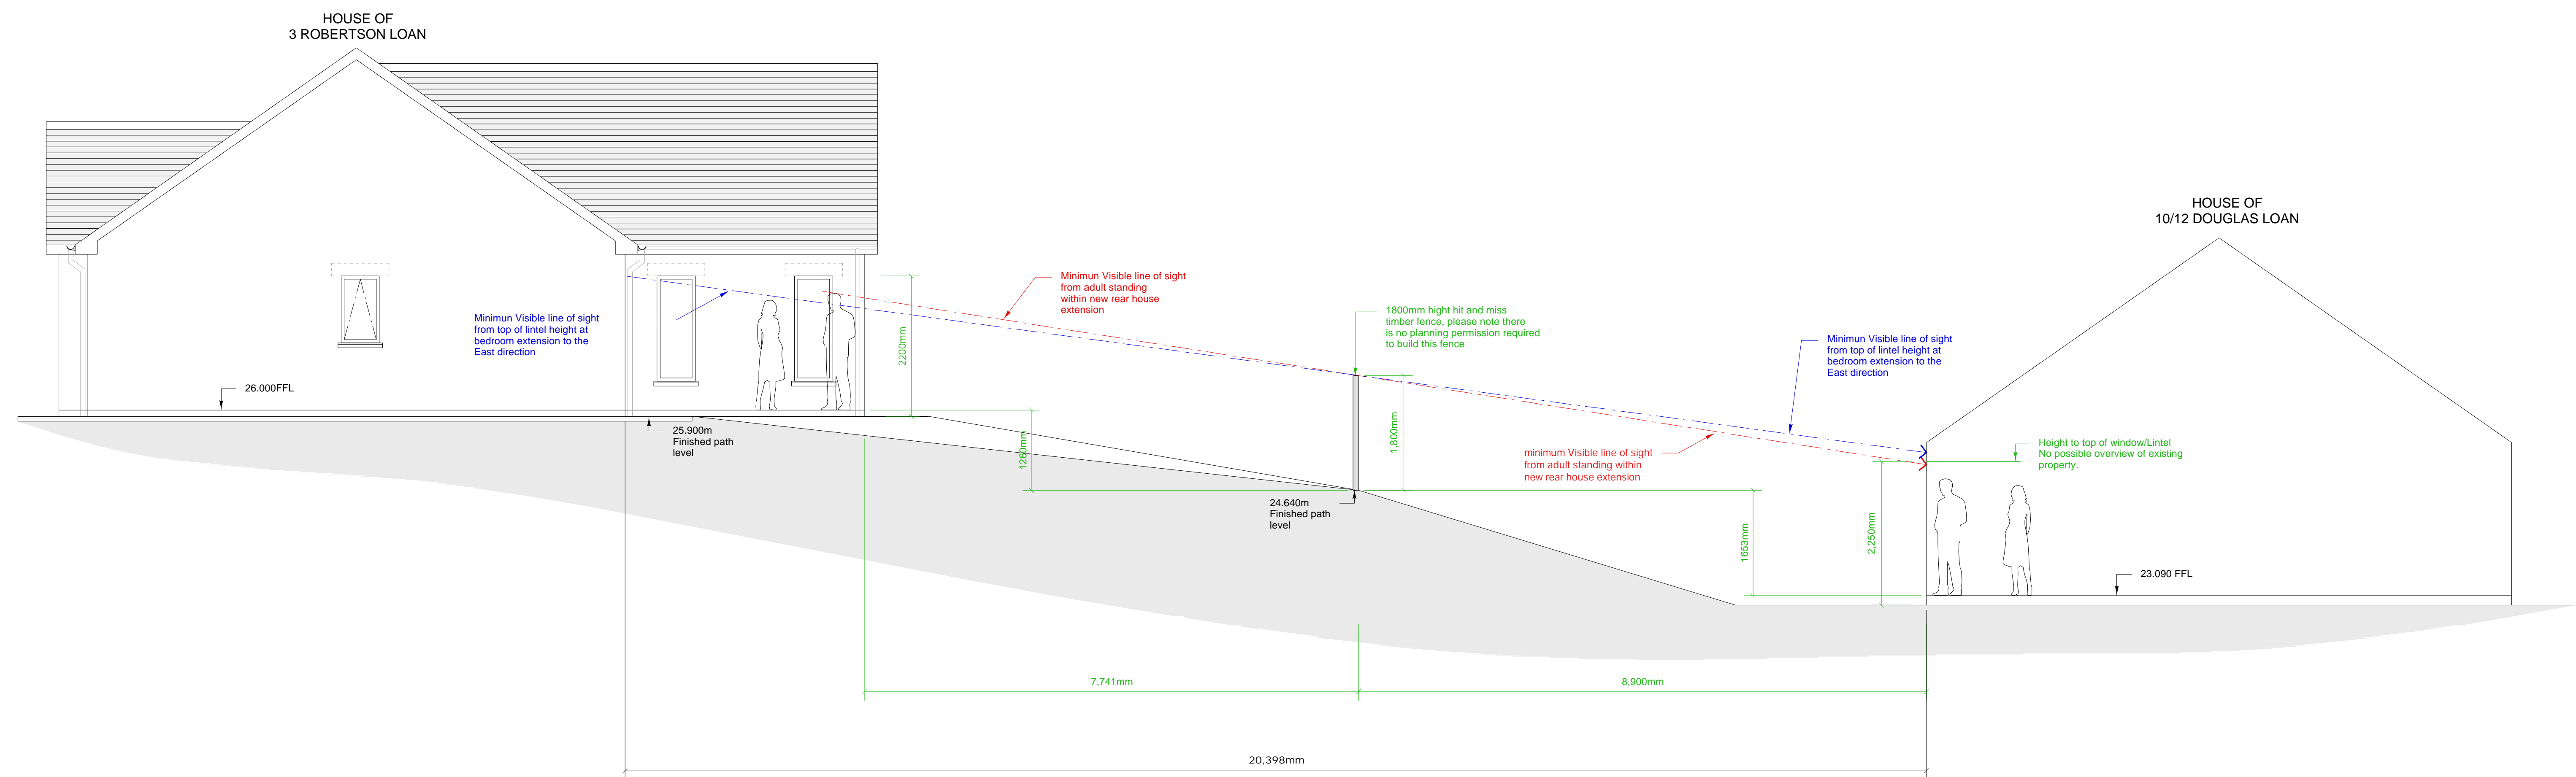 HOUSE OF
3 ROBERTSON LOAN
HOUSE OF
10/12 DOUGLAS LOAN
Minimun Visible line of sight
from adult standing
within new rear house
extension
1800mm hight hit and miss
timber fence, please note there
is no planning permission required
to build this fence
Minimun Visible line of sight
from top of lintel height at
bedroom extension to the
East direction
2200mm
Minimun Visible line of sight
from top of lintel height at
bedroom extension to the
East direction
26.000FFL
25.900m
Finished path
level
1260mm
1,800mm
minimum Visible line of sight
from adult standing within
new rear house extension
Height to top of window/Lintel
No possible overview of existing
property.
24.640m
Finished path
level
1653mm
2,250mm
23.090 FFL
7,741mm
8,900mm
20,398mm